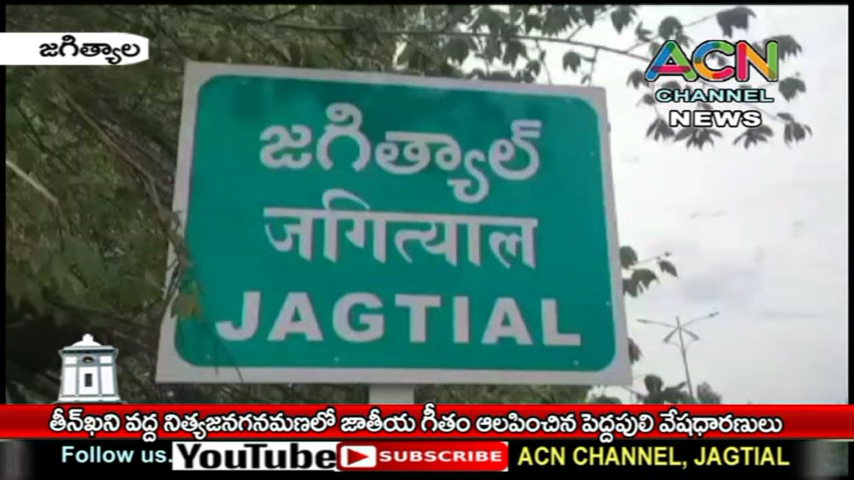 జగిత్యాల
ACN
CHANNEL
NEWS
జగిత్యాల్
जगित्याल
JAGTIAL
తీన్‌ఖని వద్ద నిత్యజనగనమణలో జాతీయ గీతం ఆలపించిన పెద్దపులి వేషధారణులు
Follow us. YouTube SUBSCRIBE ACN CHANNEL, JAGTIAL